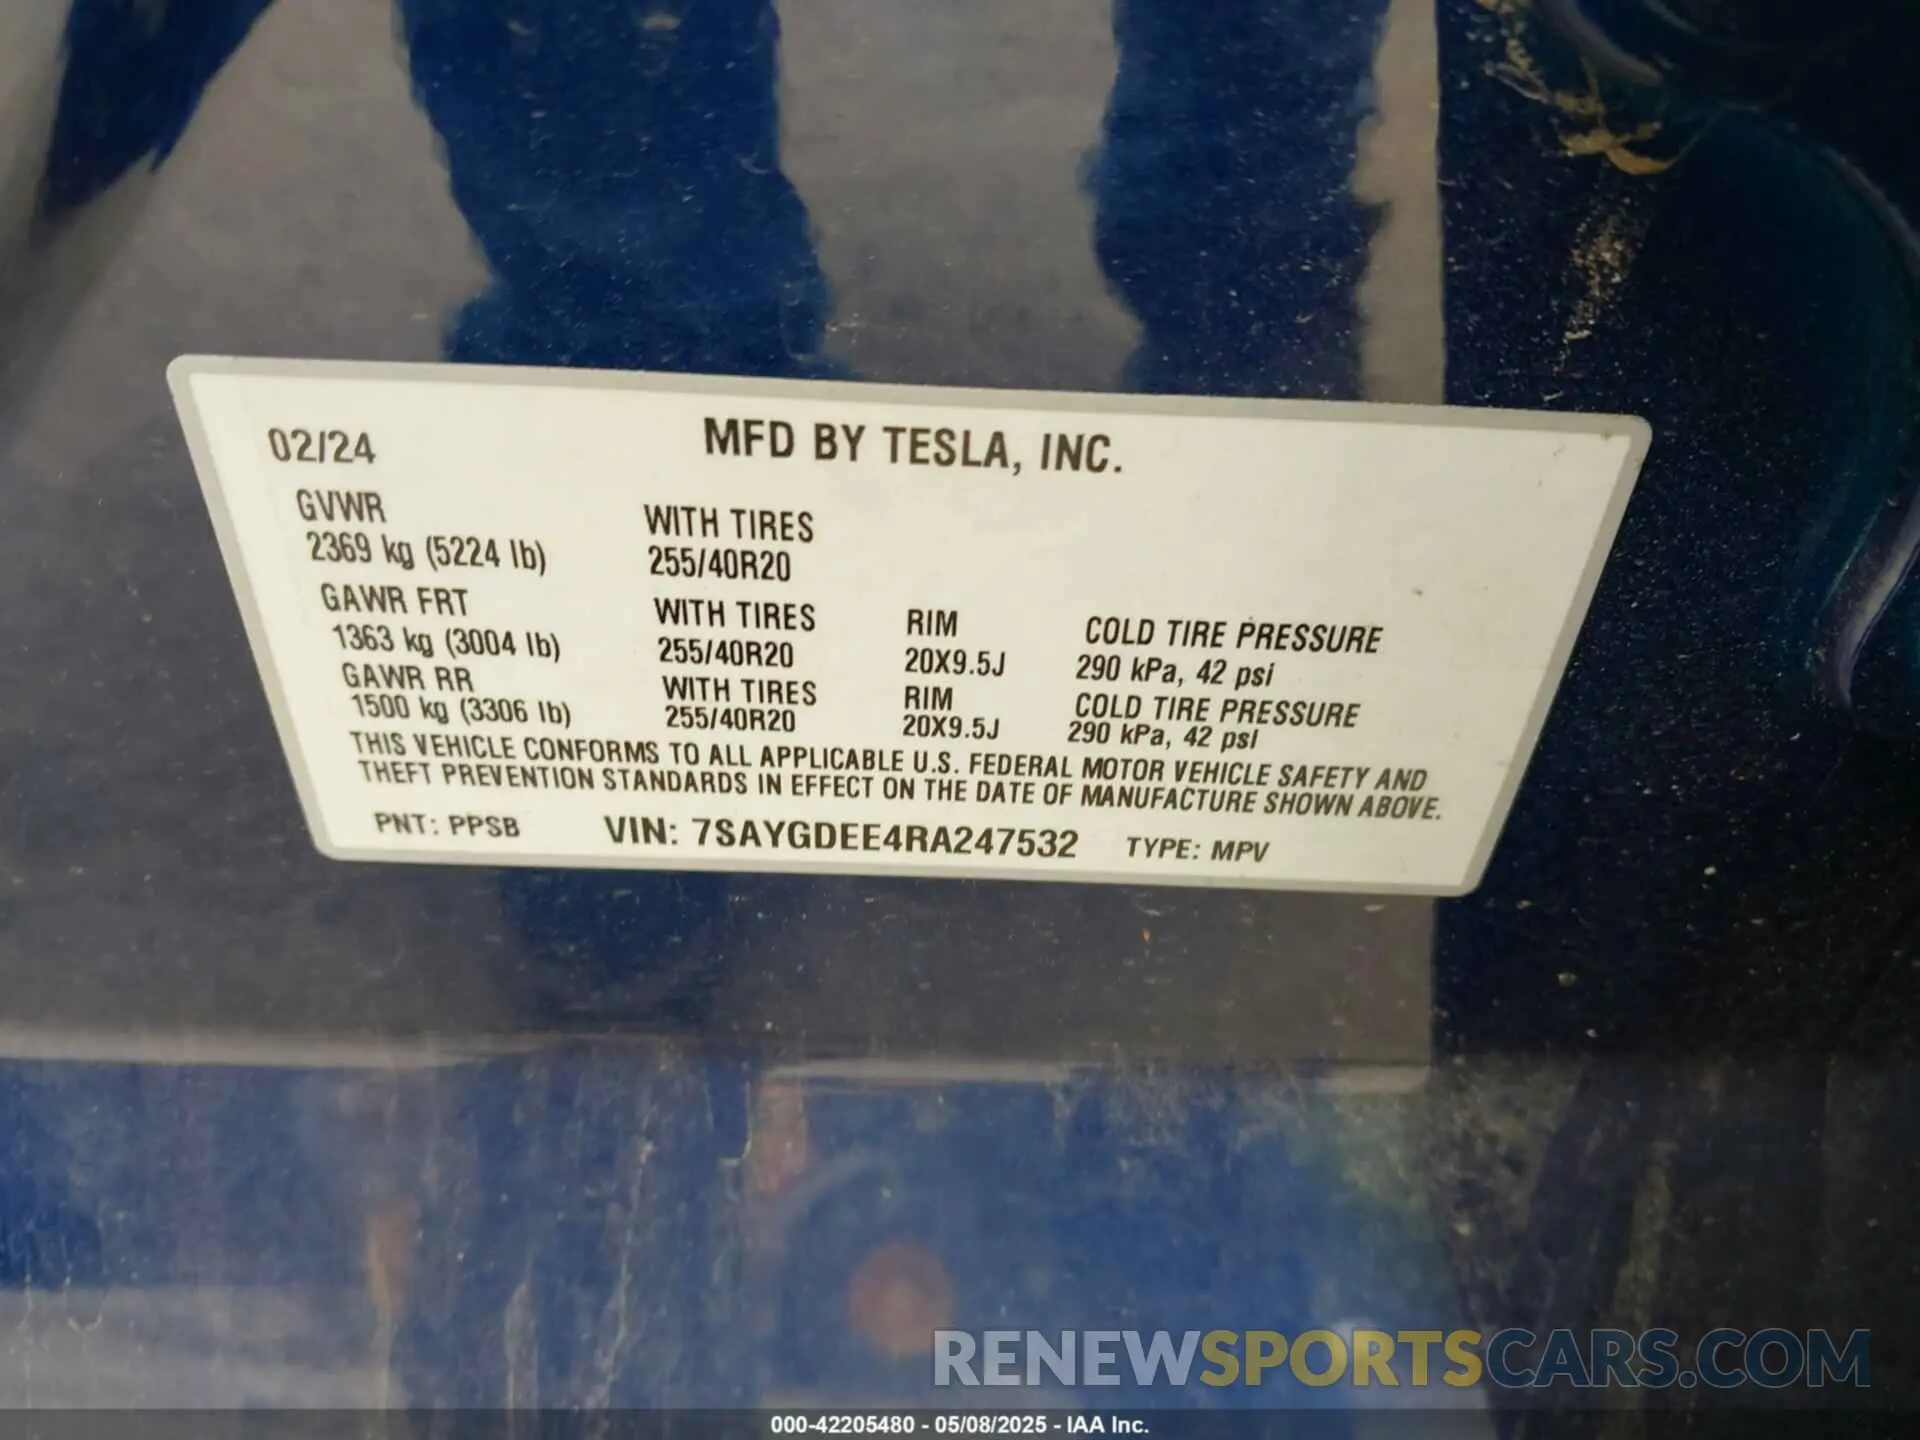 02/24 MFD BY TESLA, INC.
GVWR WITH TIRES
2369 kg (5224 lb) 255/40R20
GAWR FRT WITH TIRES RIM COLD TIRE PRESSURE
1363 kg (3004 lb) 255/40R20 20X9.5J 290 kPa, 42 psi
GAWR RR WITH TIRES RIM COLD TIRE PRESSURE
1500 kg (3306 lb) 255/40R20 20X9.5J 290 kPa, 42 psi
THIS VEHICLE CONFORMS TO ALL APPLICABLE U.S. FEDERAL MOTOR VEHICLE SAFETY AND
THEFT PREVENTION STANDARDS IN EFFECT ON THE DATE OF MANUFACTURE SHOWN ABOVE.
PNT: PPSB VIN: 7SAYGDEE4RA247532 TYPE: MPV
RENEWSPORTSCARS.COM
000-42205480 - 05/08/2025 - IAA Inc.